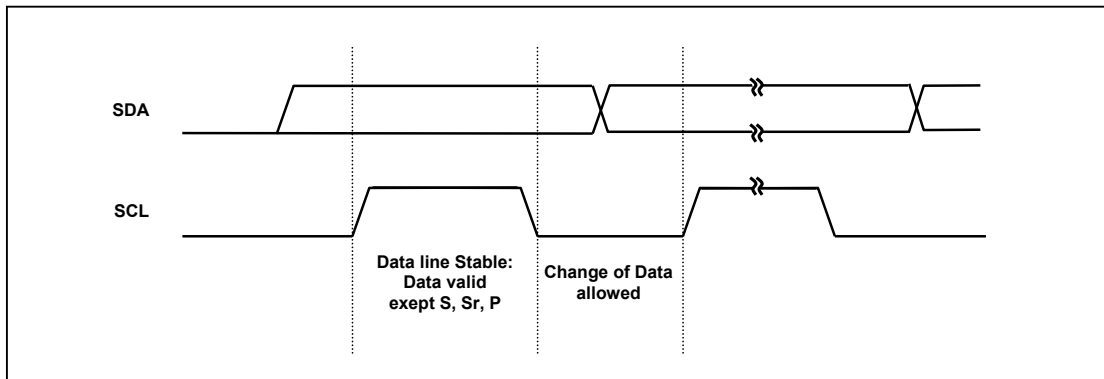 SDA
SCL
Data line Stable:
Data valid
exept S, Sr, P
Change of Data
allowed